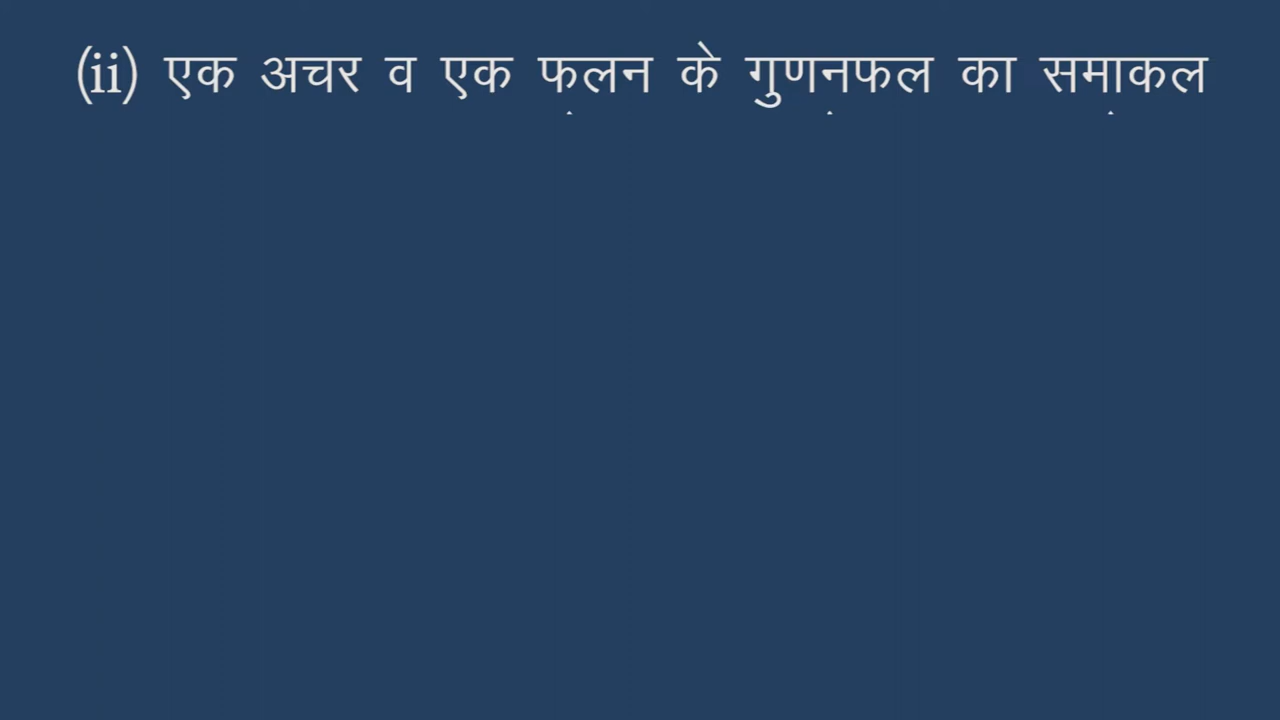 (ii) एक अचर व एक फलन के गुणनफल का समाकल